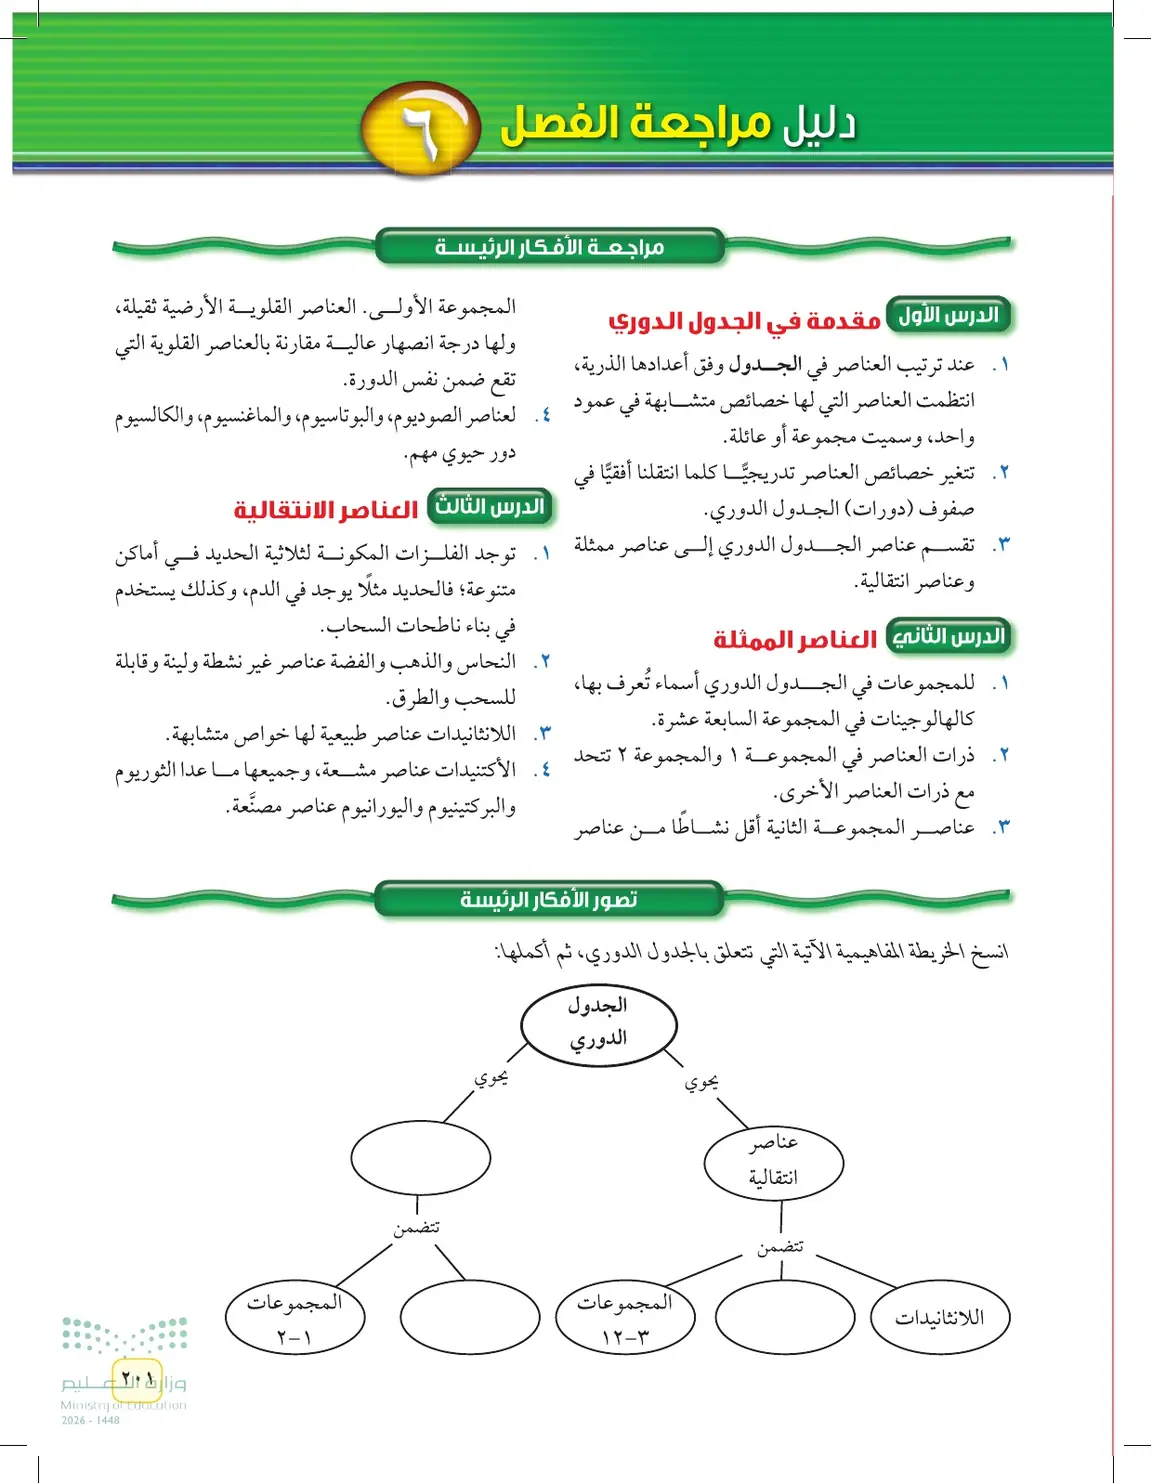 دليل مراجعة الفصل ٦
مراجعة الأفكار الرئيسة
الدرس الأول مقدمة في الجدول الدوري
١. عند ترتيب العناصر في الجدول وفق أعدادها الذرية،
انتظمت العناصر التي لها خصائص متشابهة في عمود
واحد، وسميت مجموعة أو عائلة.
٢. تتغير خصائص العناصر تدريجيًّا كلما انتقلنا أفقيًّا في
صفوف (دورات) الجدول الدوري.
٣. تقسم عناصر الجدول الدوري إلى عناصر ممثلة
وعناصر انتقالية.
الدرس الثاني العناصر الممثلة
١. للمجموعات في الجدول الدوري أسماء تُعرف بها،
كالهالوجينات في المجموعة السابعة عشرة.
٢. ذرات العناصر في المجموعة ١ والمجموعة ٢ تتحد
مع ذرات العناصر الأخرى.
٣. عناصر المجموعة الثانية أقل نشاطًا من عناصر
المجموعة الأولى. العناصر القلوية الأرضية ثقيلة،
ولها درجة انصهار عالية مقارنة بالعناصر القلوية التي
تقع ضمن نفس الدورة.
٤. لعناصر الصوديوم، والبوتاسيوم، والماغنسيوم، والكالسيوم
دور حيوي مهم.
الدرس الثالث العناصر الانتقالية
١. توجد الفلزات المكونة لثلاثية الحديد في أماكن
متنوعة؛ فالحديد مثلًا يوجد في الدم، وكذلك يستخدم
في بناء ناطحات السحاب.
٢. النحاس والذهب والفضة عناصر غير نشطة ولينة وقابلة
للسحب والطرق.
٣. اللانثانيدات عناصر طبيعية لها خواص متشابهة.
٤. الأكتنيدات عناصر مشعة، وجميعها ما عدا الثوريوم
والبركتينيوم واليورانيوم عناصر مصنَّعة.
تصور الأفكار الرئيسة
انسخ الخريطة المفاهيمية الآتية التي تتعلق بالجدول الدوري، ثم أكملها:
الجدول
الدوري
يحوي
يحوي
عناصر
انتقالية
تتضمن
تتضمن
اللانثانيدات
المجموعات
٣-١٢
المجموعات
١-٢
وزارة التعليم
٢٠١
Ministry of Education
2026 - 1448